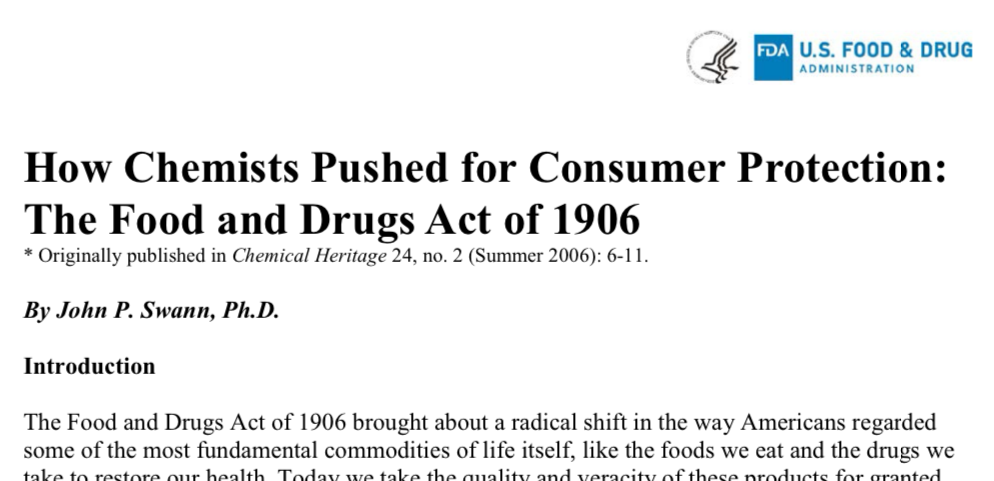 FDA U.S. FOOD & DRUG
ADMINISTRATION
How Chemists Pushed for Consumer Protection:
The Food and Drugs Act of 1906
* Originally published in Chemical Heritage 24, no. 2 (Summer 2006): 6-11.
By John P. Swann, Ph.D.
Introduction
The Food and Drugs Act of 1906 brought about a radical shift in the way Americans regarded
some of the most fundamental commodities of life itself, like the foods we eat and the drugs we
take to restore our health. Today we take the quality and veracity of these products for granted